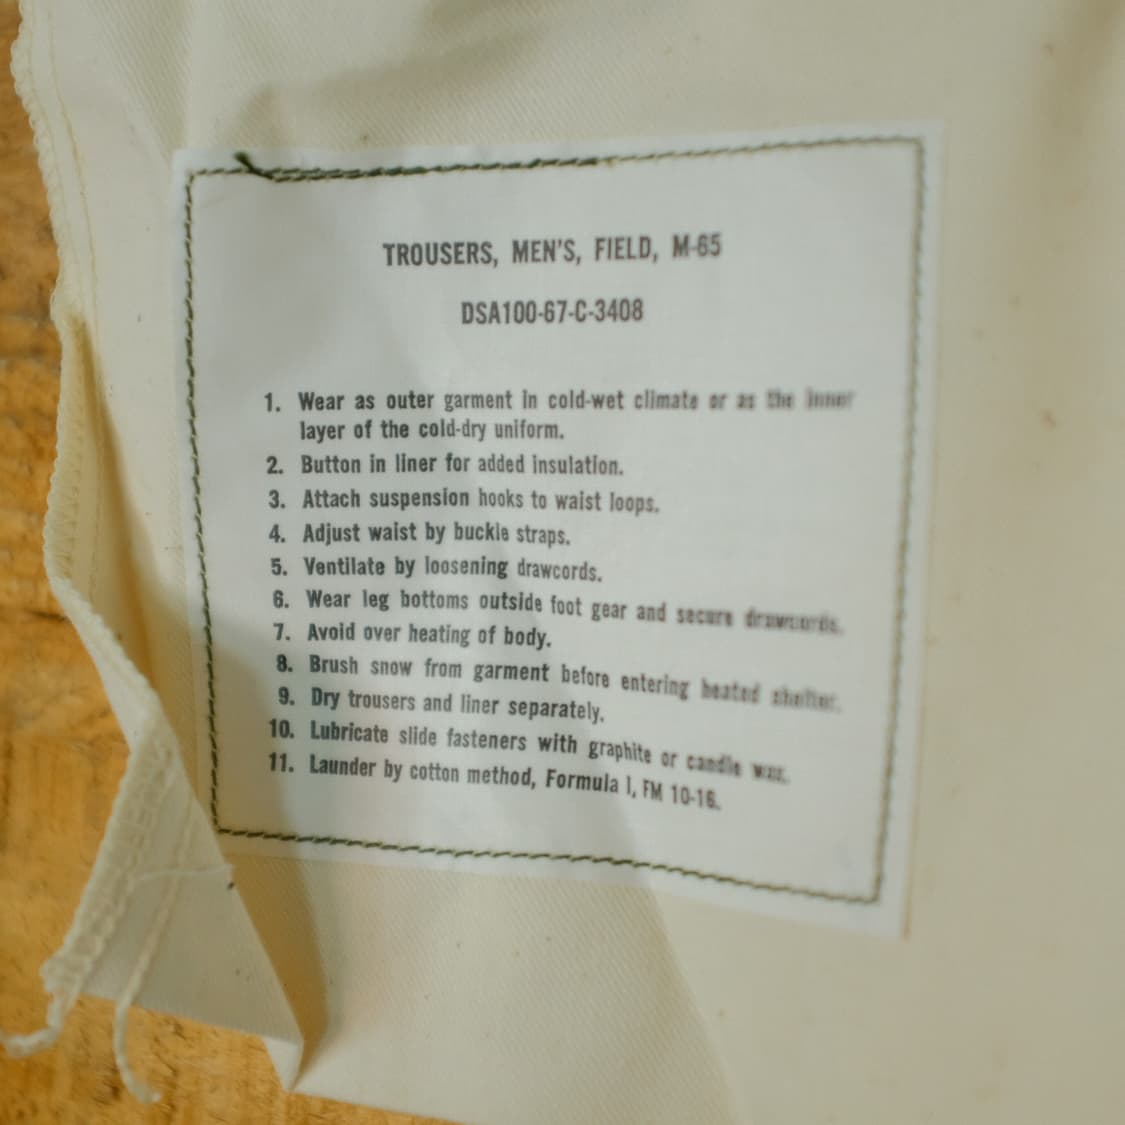 TROUSERS, MEN'S, FIELD, M-65
DSA100-67-C-3408
1. Wear as outer garment in cold-wet climate or as the inner
layer of the cold-dry uniform.
2. Button in liner for added insulation.
3. Attach suspension hooks to waist loops.
4. Adjust waist by buckle straps.
5. Ventilate by loosening drawcords.
6. Wear leg bottoms outside foot gear and secure drawcords.
7. Avoid over heating of body.
8. Brush snow from garment before entering heated shelter.
9. Dry trousers and liner separately.
10. Lubricate slide fasteners with graphite or candle wax.
11. Launder by cotton method, Formula I, FM 10-16.